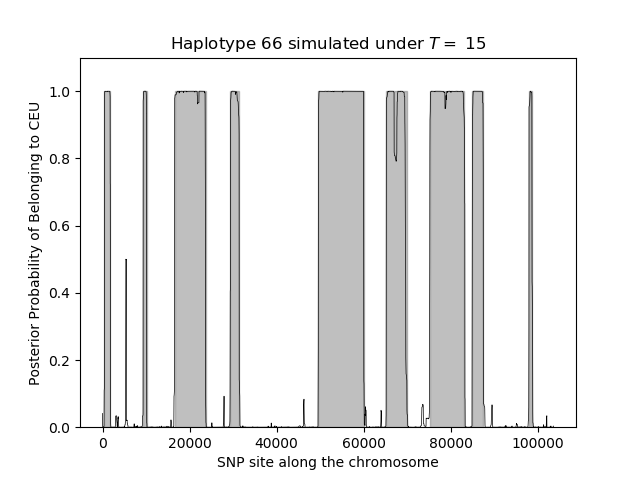 Haplotype 66 simulated under T = 15
Posterior Probability of Belonging to CEU
1.0
0.8
0.6
0.4
0.2
0.0
0 20000 40000 60000 80000 100000
SNP site along the chromosome